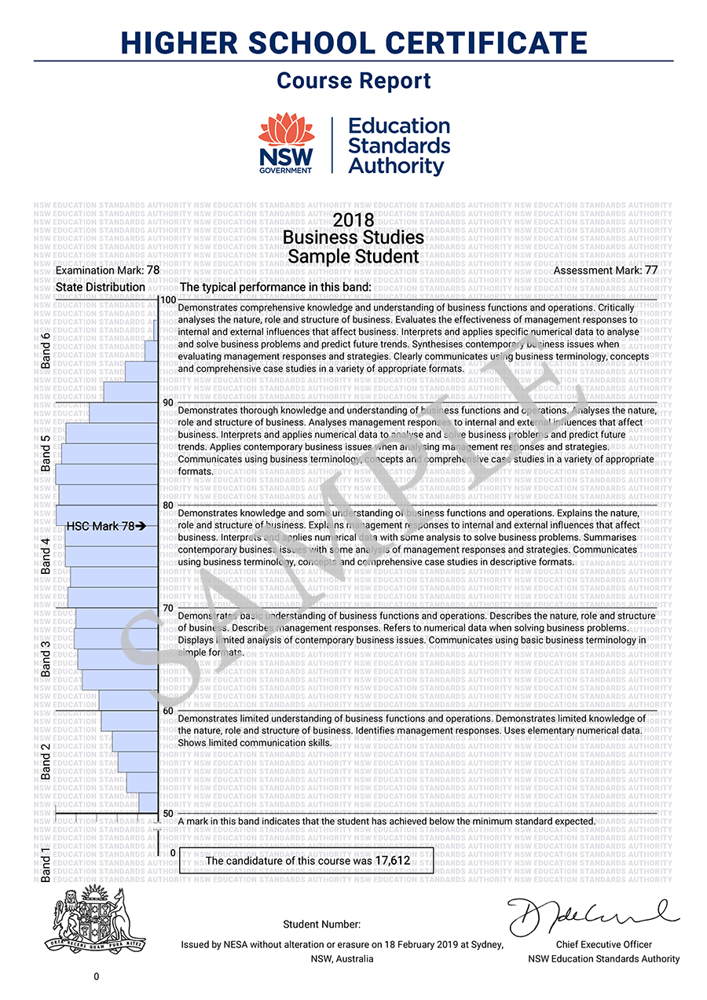 HIGHER SCHOOL CERTIFICATE
Course Report
NSW
GOVERNMENT
Education
Standards
Authority
2018
Business Studies
Sample Student
Examination Mark: 78
Assessment Mark: 77
State Distribution
The typical performance in this band:
100
Band 6
Demonstrates comprehensive knowledge and understanding of business functions and operations. Critically
analyses the nature, role and structure of business. Evaluates the effectiveness of management responses to
internal and external influences that affect business. Interprets and applies specific numerical data to analyse
and solve business problems and predict future trends. Synthesises contemporary business issues when
evaluating management responses and strategies. Clearly communicates using business terminology, concepts
and comprehensive case studies in a variety of appropriate formats.
90
Band 5
Demonstrates thorough knowledge and understanding of business functions and operations. Analyses the nature,
role and structure of business. Analyses management responses to internal and external influences that affect
business. Interprets and applies numerical data to analyse and solve business problems and predict future
trends. Applies contemporary business issues when analysing management responses and strategies.
Communicates using business terminology, concepts and comprehensive case studies in a variety of appropriate
formats.
80
HSC Mark 78→
Band 4
Demonstrates knowledge and some understanding of business functions and operations. Explains the nature,
role and structure of business. Explains management responses to internal and external influences that affect
business. Interprets and applies numerical data with some analysis to solve business problems. Summarises
contemporary business issues with some analysis of management responses and strategies. Communicates
using business terminology, concepts and comprehensive case studies in descriptive formats.
70
Band 3
Demonstrates basic understanding of business functions and operations. Describes the nature, role and structure
of business. Describes management responses. Refers to numerical data when solving business problems.
Displays limited analysis of contemporary business issues. Communicates using basic business terminology in
simple formats.
60
Band 2
Demonstrates limited understanding of business functions and operations. Demonstrates limited knowledge of
the nature, role and structure of business. Identifies management responses. Uses elementary numerical data.
Shows limited communication skills.
50
A mark in this band indicates that the student has achieved below the minimum standard expected.
0
Band 1
The candidature of this course was 17,612
SAMPLE
ORTA RECENS QUAM PURA NITES
Student Number:
Issued by NESA without alteration or erasure on 18 February 2019 at Sydney,
NSW, Australia
Chief Executive Officer
NSW Education Standards Authority
0